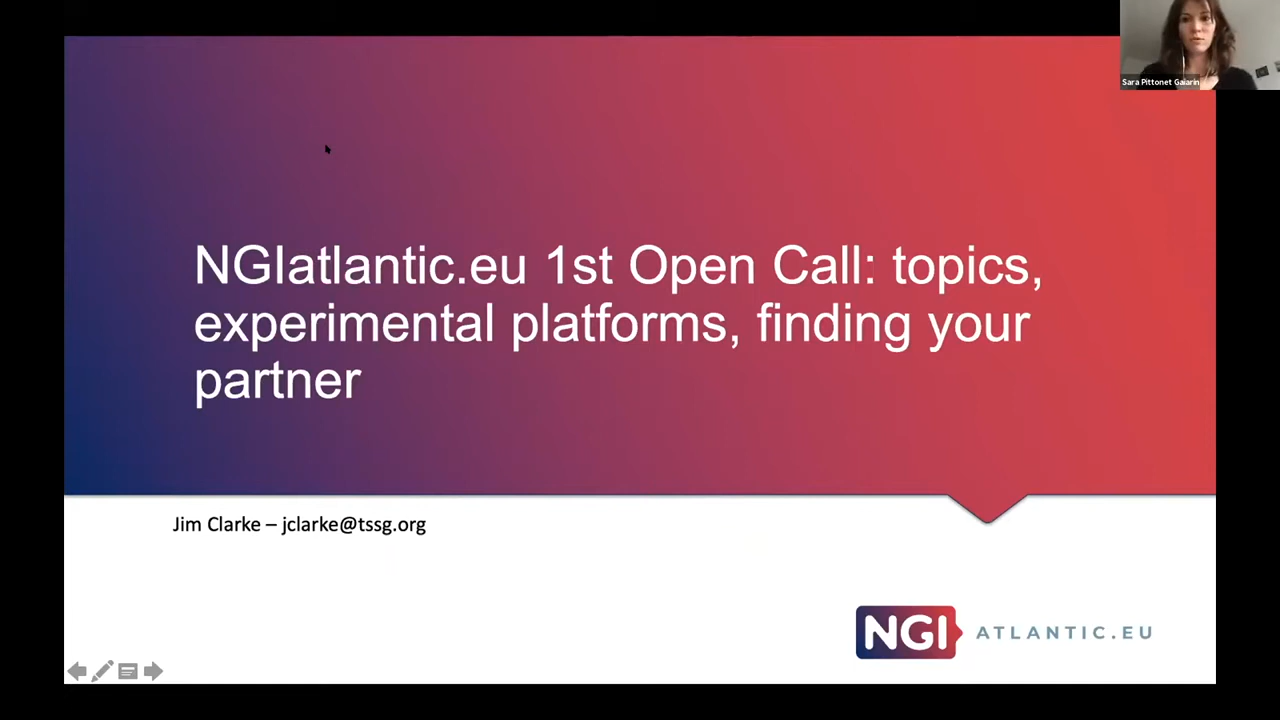 Sara Pittonet Gaiarin
NGIatlantic.eu 1st Open Call: topics,
experimental platforms, finding your
partner
Jim Clarke – jclarke@tssg.org
NGI ATLANTIC.EU